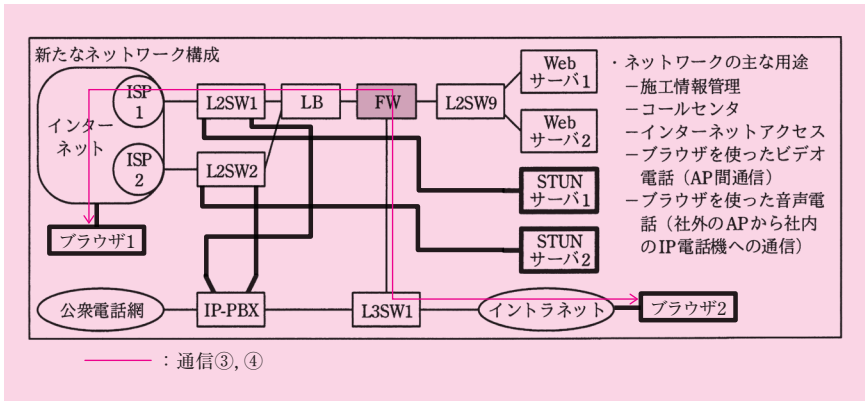 新たなネットワーク構成
インター
ネット
ISP
1
ISP
2
L2SW1
L2SW2
LB
FW
L2SW9
Web
サーバ1
Web
サーバ2
STUN
サーバ1
STUN
サーバ2
ブラウザ1
公衆電話網
IP-PBX
L3SW1
イントラネット
ブラウザ2
・ネットワークの主な用途
－施工情報管理
－コールセンタ
－インターネットアクセス
－ブラウザを使ったビデオ
電話（AP間通信）
－ブラウザを使った音声電
話（社外のAPから社内
のIP電話機への通信）
：通信③，④